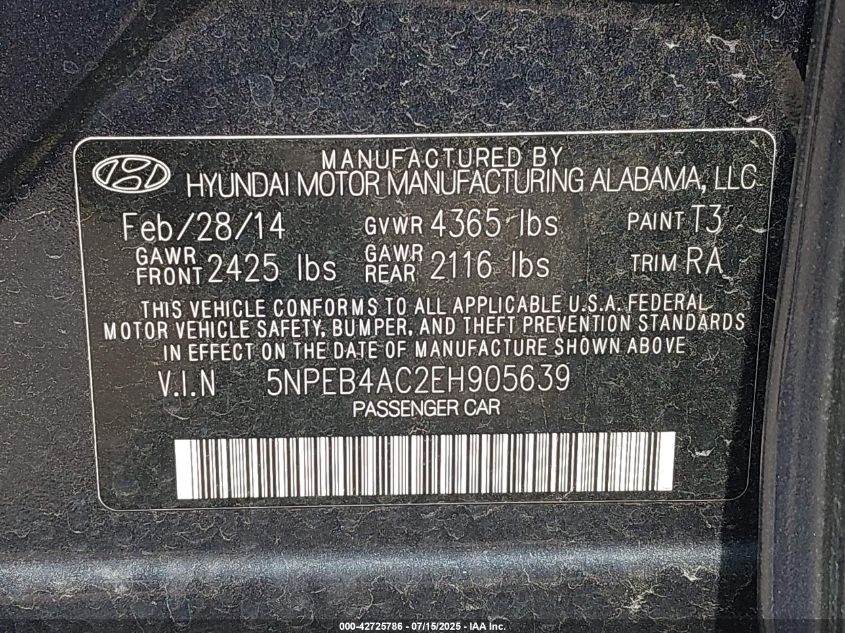 MANUFACTURED BY
HYUNDAI MOTOR MANUFACTURING ALABAMA, LLC
Feb/28/14 GVWR 4365 lbs PAINT T3
GAWR FRONT 2425 lbs GAWR REAR 2116 lbs TRIM RA
THIS VEHICLE CONFORMS TO ALL APPLICABLE U.S.A. FEDERAL
MOTOR VEHICLE SAFETY, BUMPER, AND THEFT PREVENTION STANDARDS
IN EFFECT ON THE DATE OF MANUFACTURE SHOWN ABOVE
V.I.N 5NPEB4AC2EH905639
PASSENGER CAR
000-42725786 - 07/15/2025 - IAA Inc.